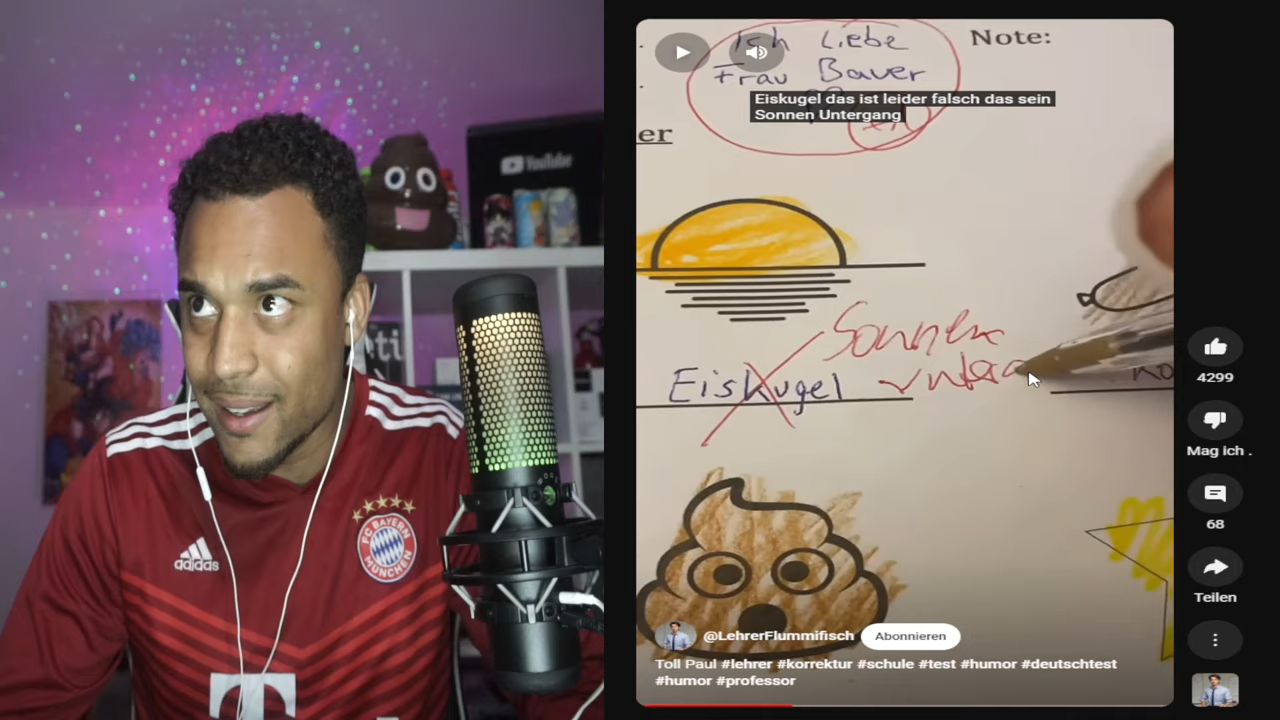 YouTube
Ich Liebe
Frau Bauer
Note:
Eiskugel das ist leider falsch das sein
Sonnen Untergang
er
Sonnen
Unterg
Eiskugel
Ko
4299
Mag ich .
68
Teilen
adidas
FC BAYERN
MÜNCHEN
T
@LehrerFlummifisch
Abonnieren
Toll Paul #lehrer #korrektur #schule #test #humor #deutschtest
#humor #professor